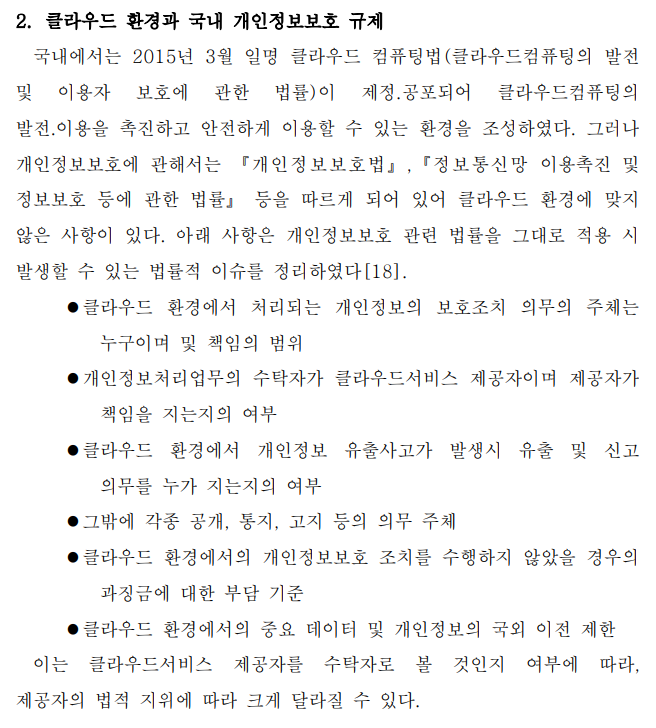 2. 클라우드 환경과 국내 개인정보보호 규제
국내에서는 2015년 3월 일명 클라우드 컴퓨팅법(클라우드컴퓨팅의 발전
및 이용자 보호에 관한 법률)이 제정.공포되어 클라우드컴퓨팅의
발전.이용을 촉진하고 안전하게 이용할 수 있는 환경을 조성하였다. 그러나
개인정보보호에 관해서는 『개인정보보호법』,『정보통신망 이용촉진 및
정보보호 등에 관한 법률』 등을 따르게 되어 있어 클라우드 환경에 맞지
않은 사항이 있다. 아래 사항은 개인정보보호 관련 법률을 그대로 적용 시
발생할 수 있는 법률적 이슈를 정리하였다[18].
●클라우드 환경에서 처리되는 개인정보의 보호조치 의무의 주체는
누구이며 및 책임의 범위
●개인정보처리업무의 수탁자가 클라우드서비스 제공자이며 제공자가
책임을 지는지의 여부
●클라우드 환경에서 개인정보 유출사고가 발생시 유출 및 신고
의무를 누가 지는지의 여부
●그밖에 각종 공개, 통지, 고지 등의 의무 주체
●클라우드 환경에서의 개인정보보호 조치를 수행하지 않았을 경우의
과징금에 대한 부담 기준
●클라우드 환경에서의 중요 데이터 및 개인정보의 국외 이전 제한
이는 클라우드서비스 제공자를 수탁자로 볼 것인지 여부에 따라,
제공자의 법적 지위에 따라 크게 달라질 수 있다.